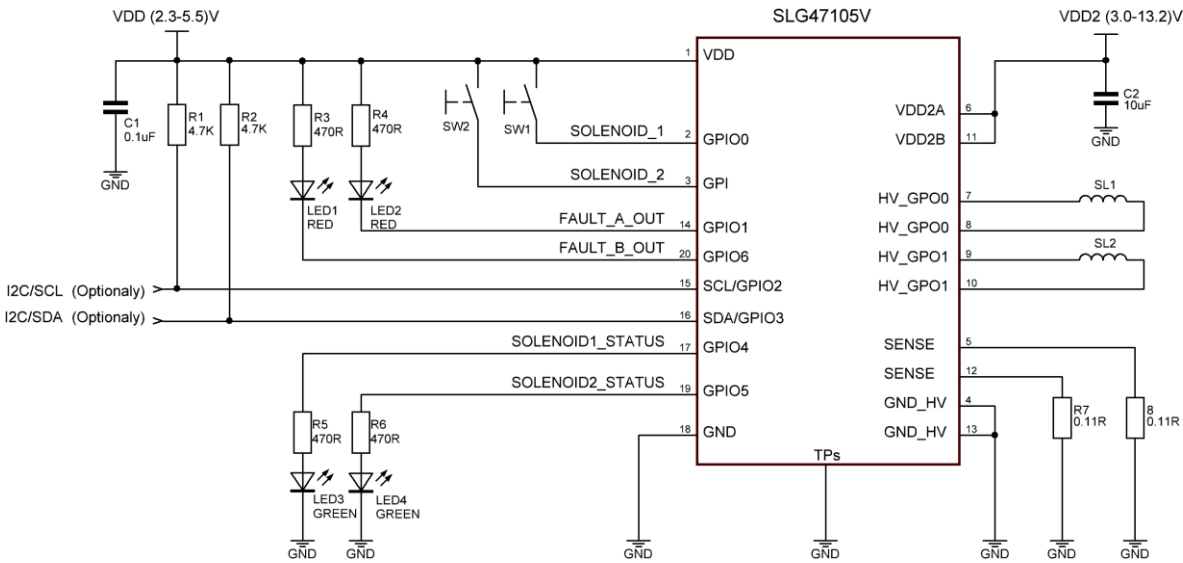 VDD (2.3-5.5)V
SLG47105V
VDD2 (3.0-13.2)V
1
VDD
C1
0.1uF
GND
R1
4.7K
R2
4.7K
R3
470R
R4
470R
SW2
SW1
SOLENOID_1
2
GPIO0
SOLENOID_2
3
GPI
LED1
RED
LED2
RED
FAULT_A_OUT
14
GPIO1
FAULT_B_OUT
20
GPIO6
I2C/SCL (Optionaly)
15
SCL/GPIO2
I2C/SDA (Optionaly)
16
SDA/GPIO3
SOLENOID1_STATUS
17
GPIO4
SOLENOID2_STATUS
19
GPIO5
R5
470R
R6
470R
18
GND
LED3
GREEN
LED4
GREEN
GND
GND
GND
TPs
GND
VDD2A
6
VDD2B
11
C2
10uF
GND
HV_GPO0
7
SL1
HV_GPO0
8
HV_GPO1
9
SL2
HV_GPO1
10
SENSE
5
SENSE
12
GND_HV
4
GND_HV
13
R7
0.11R
8
0.11R
GND
GND
GND